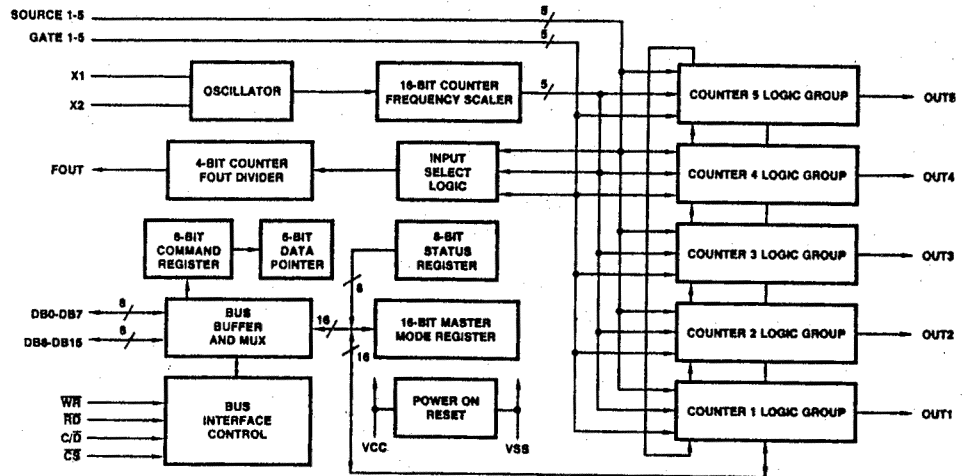 SOURCE 1-5
5
GATE 1-5
5
X1
X2
OSCILLATOR
16-BIT COUNTER
FREQUENCY SCALER
5
COUNTER 5 LOGIC GROUP
OUT5
FOUT
4-BIT COUNTER
FOUT DIVIDER
INPUT
SELECT
LOGIC
COUNTER 4 LOGIC GROUP
OUT4
8-BIT
COMMAND
REGISTER
6-BIT
DATA
POINTER
8-BIT
STATUS
REGISTER
COUNTER 3 LOGIC GROUP
OUT3
8
DB0-DB7
8
DB8-DB15
8
BUS
BUFFER
AND MUX
16
16-BIT MASTER
MODE REGISTER
16
COUNTER 2 LOGIC GROUP
OUT2
WR
RD
C/D
CS
BUS
INTERFACE
CONTROL
POWER ON
RESET
VCC
VSS
COUNTER 1 LOGIC GROUP
OUT1